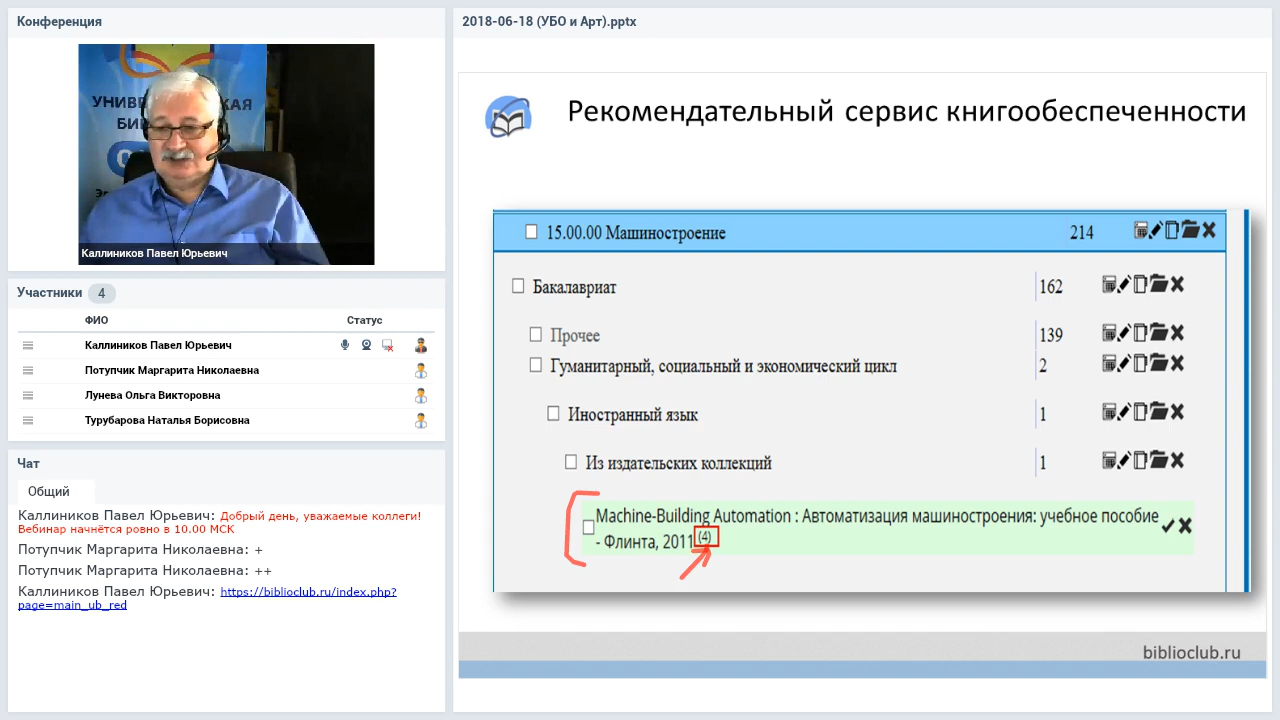 Конференция
УНИВЕ
КАЯ
БИ
Каллиников Павел Юрьевич
Участники 4
ФИО Статус
Каллиников Павел Юрьевич
Потупчик Маргарита Николаевна
Лунева Ольга Викторовна
Турубарова Наталья Борисовна
Чат
Общий
Каллиников Павел Юрьевич: Добрый день, уважаемые коллеги!
Вебинар начнётся ровно в 10.00 МСК
Потупчик Маргарита Николаевна: +
Потупчик Маргарита Николаевна: ++
Каллиников Павел Юрьевич: https://biblioclub.ru/index.php?
page=main_ub_red
2018-06-18 (УБО и Арт).pptx
Рекомендательный сервис книгообеспеченности
15.00.00 Машиностроение 214
Бакалавриат 162
Прочее 139
Гуманитарный, социальный и экономический цикл 2
Иностранный язык 1
Из издательских коллекций 1
Machine-Building Automation : Автоматизация машиностроения: учебное пособие
- Флинта, 2011 (4)
biblioclub.ru